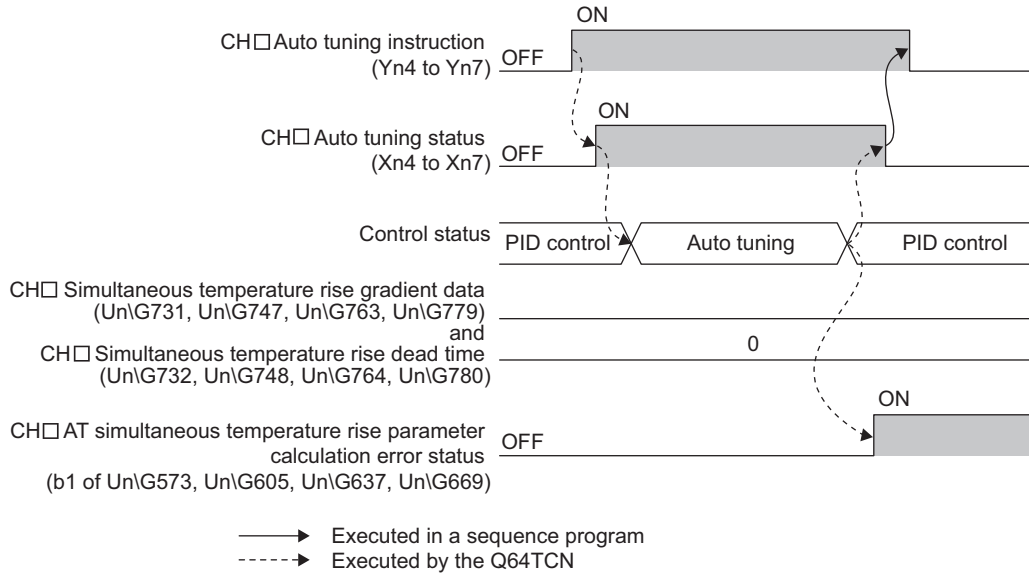 ON
CH□ Auto tuning instruction
(Yn4 to Yn7)
OFF
ON
CH□ Auto tuning status
(Xn4 to Xn7)
OFF
Control status
PID control
Auto tuning
PID control
CH□ Simultaneous temperature rise gradient data
(Un\G731, Un\G747, Un\G763, Un\G779)
and
CH□ Simultaneous temperature rise dead time
(Un\G732, Un\G748, Un\G764, Un\G780)
0
ON
CH□ AT simultaneous temperature rise parameter
calculation error status
(b1 of Un\G573, Un\G605, Un\G637, Un\G669)
OFF
Executed in a sequence program
Executed by the Q64TCN